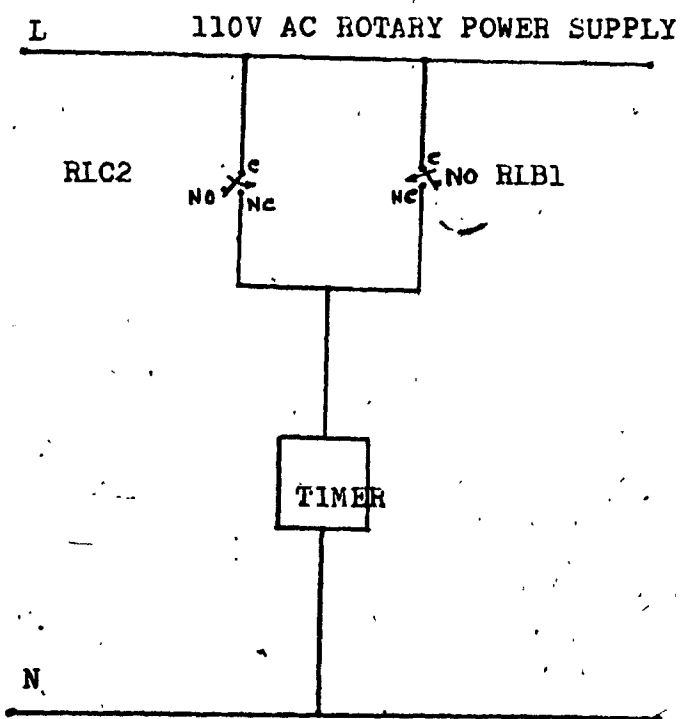 L 110V AC ROTARY POWER SUPPLY
RLC2 C NO NC
C NO NC RLB1
TIMER
N